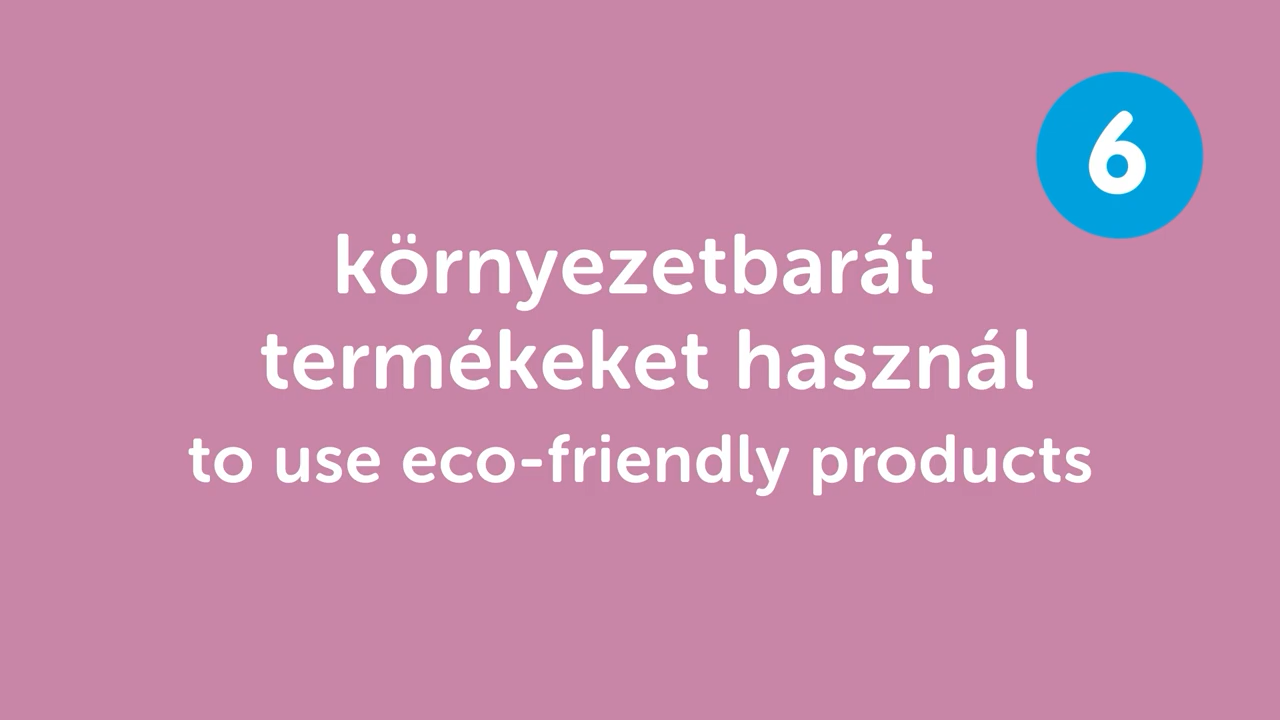 6
környezetbarát
termékeket használ
to use eco-friendly products